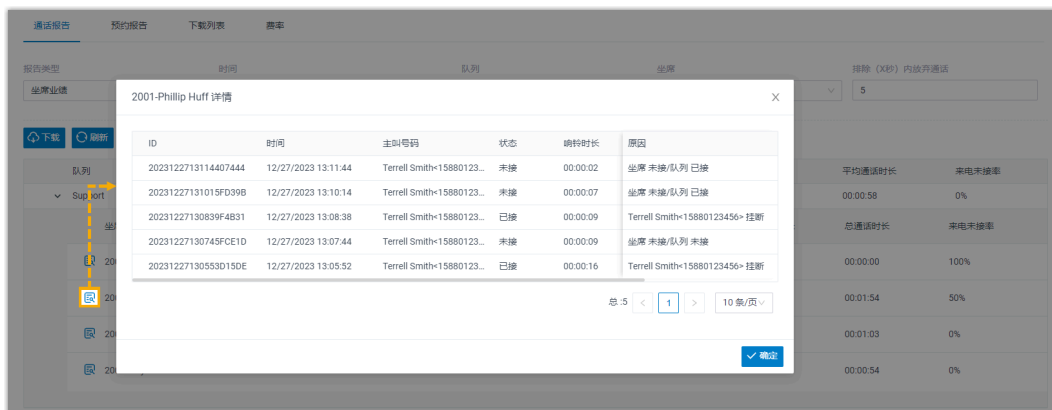 通话报告 预约报告 下载列表 费率
报告类型 时间 队列 坐席 排除（X秒）内放弃通话
坐席业绩 5
2001-Phillip Huff 详情
下载 刷新
ID 时间 主叫号码 状态 响铃时长 原因
2023122713114407444 12/27/2023 13:11:44 Terrell Smith<15880123... 未接 00:00:02 坐席 未接/队列 已接
20231227131015FD39B 12/27/2023 13:10:14 Terrell Smith<15880123... 未接 00:00:07 坐席 未接/队列 已接
20231227130839F4B31 12/27/2023 13:08:38 Terrell Smith<15880123... 已接 00:00:09 Terrell Smith<15880123456> 挂断
20231227130745FCE1D 12/27/2023 13:07:44 Terrell Smith<15880123... 未接 00:00:09 坐席 未接/队列 未接
20231227130553D15DE 12/27/2023 13:05:52 Terrell Smith<15880123... 已接 00:00:16 Terrell Smith<15880123456> 挂断
总:5 1 10 条/页
确定
队列 平均通话时长 来电未接率
Support 00:00:58 0%
总通话时长 来电未接率
00:00:00 100%
00:01:54 50%
00:01:03 0%
00:00:54 0%